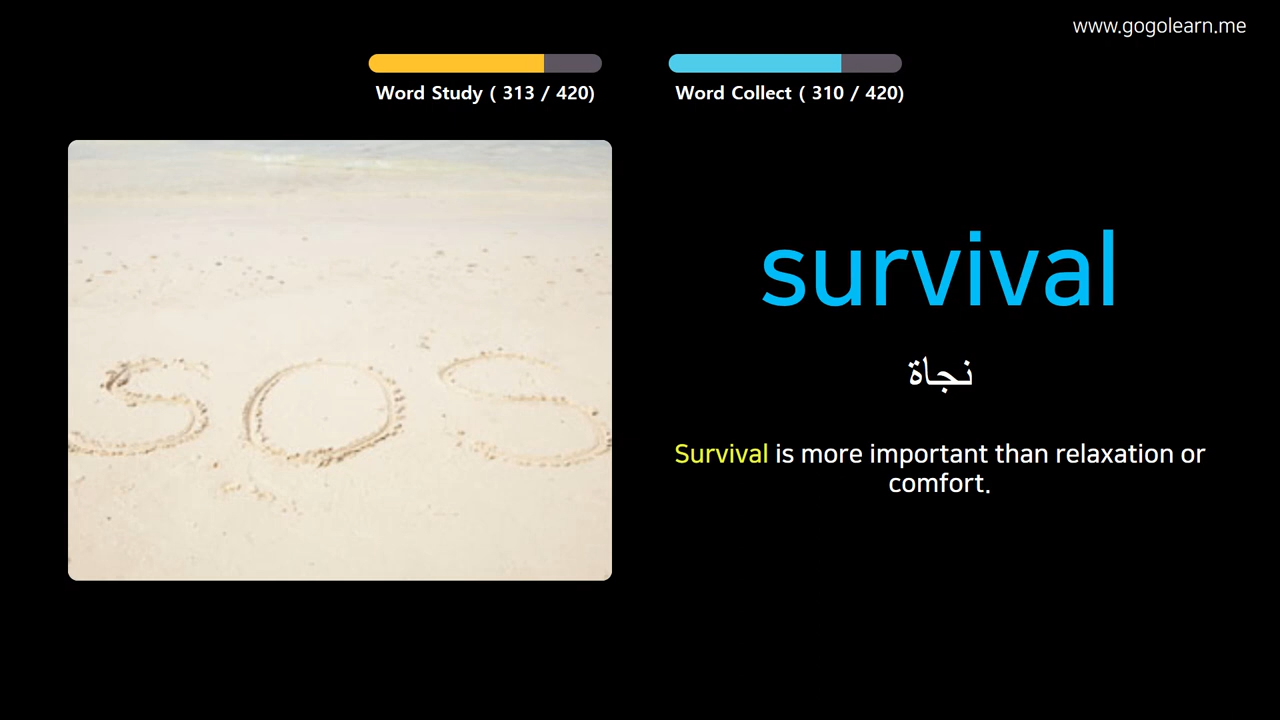 www.gogolearn.me
Word Study ( 313 / 420)
Word Collect ( 310 / 420)
SOS
survival
نجاة
Survival is more important than relaxation or
comfort.